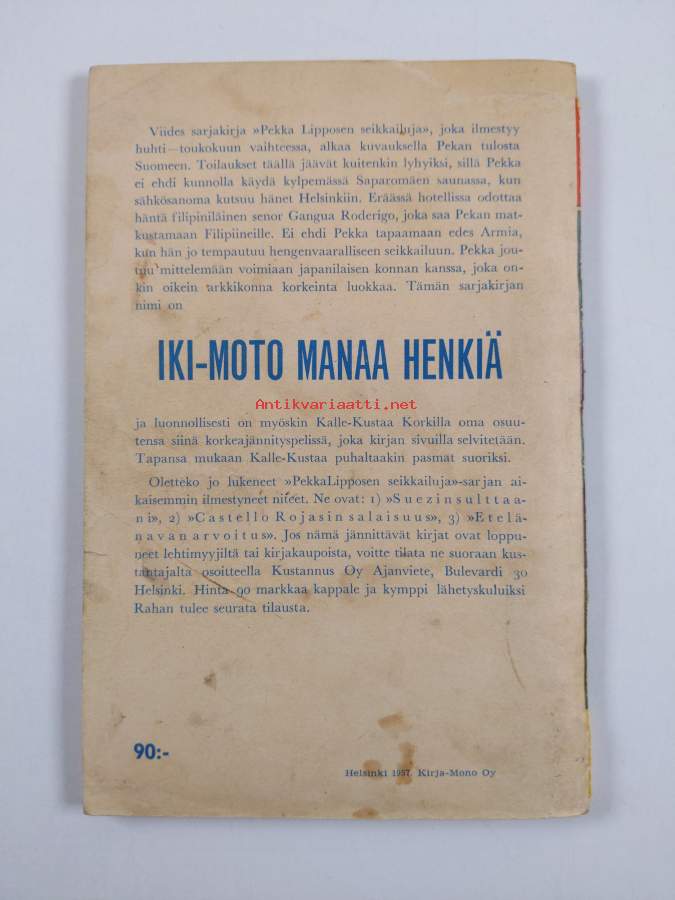 Viides sarjakirja »Pekka Lipposen seikkailuja», joka ilmestyy
huhti—toukokuun vaihteessa, alkaa kuvauksella Pekan tulosta
Suomeen. Toilaukset täällä jäävät kuitenkin lyhyiksi, sillä Pekka
ei ehdi kunnolla käydä kylpemässä Saparomäen saunassa, kun
sähkösanoma kutsuu hänet Helsinkiin. Eräässä hotellissa odottaa
häntä filipiniläinen senor Gangua Roderigo, joka saa Pekan mat-
kustamaan Filipiineille. Ei ehdi Pekka tapaamaan edes Armia,
kun hän jo tempautuu hengenvaaralliseen seikkailuun. Pekka jou-
tuu mittelemään voimiaan japanilaisen konnan kanssa, joka on-
kin oikein arkkikonna korkeinta luokkaa. Tämän sarjakirjan
nimi on
IKI-MOTO MANAA HENKIÄ
Antikvariaatti.net
ja luonnollisesti on myöskin Kalle-Kustaa Korkilla oma osuu-
tensa siinä korkeajännityspelissä, joka kirjan sivuilla selvitetään.
Tapansa mukaan Kalle-Kustaa puhaltaakin pasmat suoriksi.
Oletteko jo lukeneet »PekkaLipposen seikkailuja»-sarjan ai-
kaisemmin ilmestyneet niteet. Ne ovat: 1) »Suezin sulttaa-
ni», 2) »Castello Rojasin salaisuus», 3) »Etelä-
navan arvoitus». Jos nämä jännittävät kirjat ovat loppu-
neet lehtimyyjiltä tai kirjakaupoista, voitte tilata ne suoraan kus-
tantajalta osoitteella Kustannus Oy Ajanviete, Bulevardi 30
Helsinki. Hinta 90 markkaa kappale ja kymppi lähetyskuluiksi
Rahan tulee seurata tilausta.
90:-
Helsinki 1957. Kirja-Mono Oy